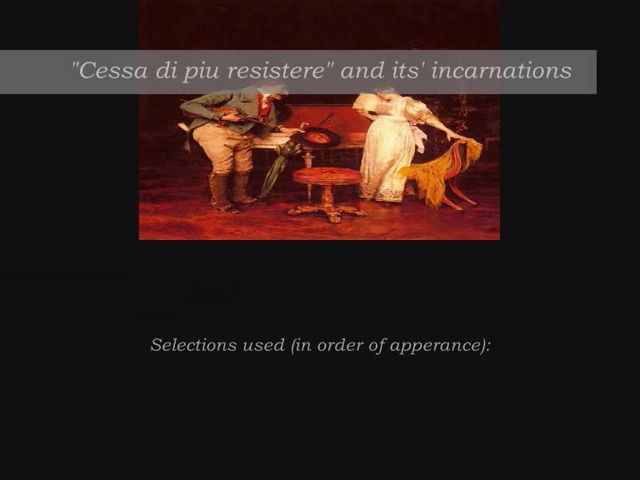 "Cessa di piu resistere" and its' incarnations
Selections used (in order of apperance):